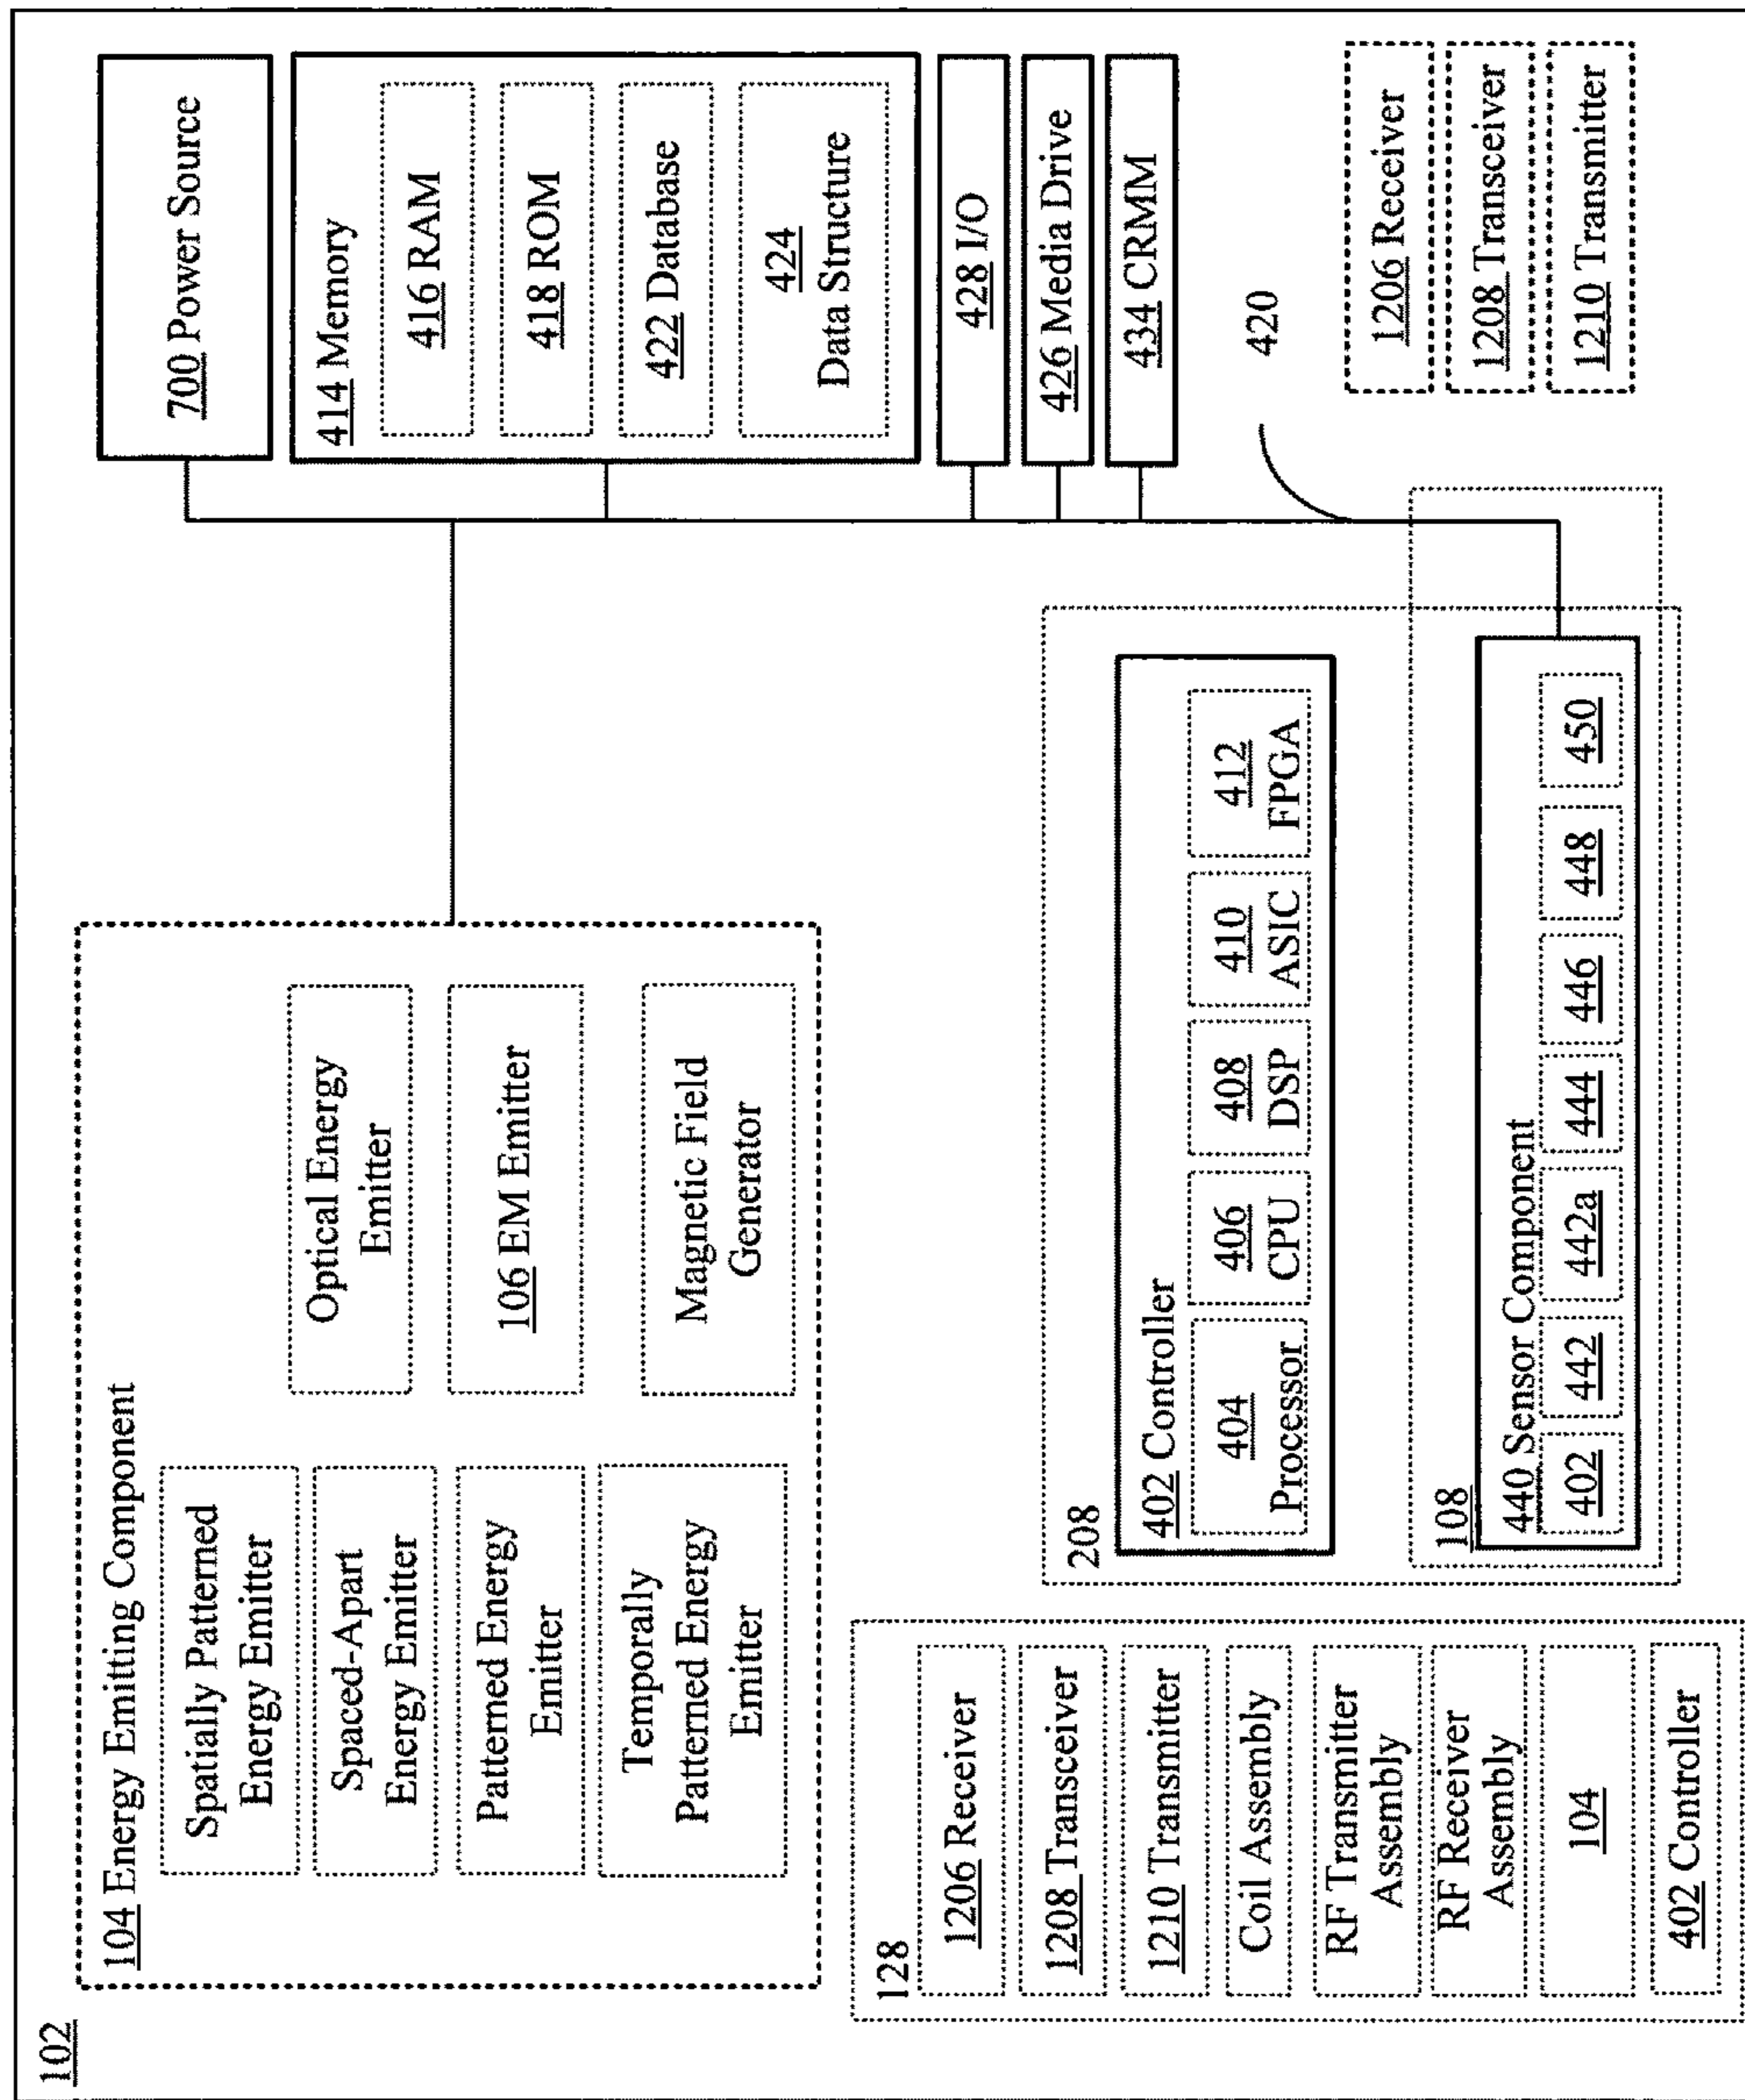 102
104 Energy Emitting Component
Spatially Patterned
Energy Emitter
Spaced-Apart
Energy Emitter
Patterned Energy
Emitter
Temporally
Patterned Energy
Emitter
Optical Energy
Emitter
106 EM Emitter
Magnetic Field
Generator
700 Power Source
414 Memory
416 RAM
418 ROM
422 Database
424
Data Structure
428 I/O
426 Media Drive
434 CRMM
420
128
1206 Receiver
1208 Transceiver
1210 Transmitter
Coil Assembly
RF Transmitter
Assembly
RF Receiver
Assembly
104
402 Controller
208
402 Controller
404
Processor
406
CPU
408
DSP
410
ASIC
412
FPGA
108
440 Sensor Component
402
442
442a
444
446
448
450
1206 Receiver
1208 Transceiver
1210 Transmitter